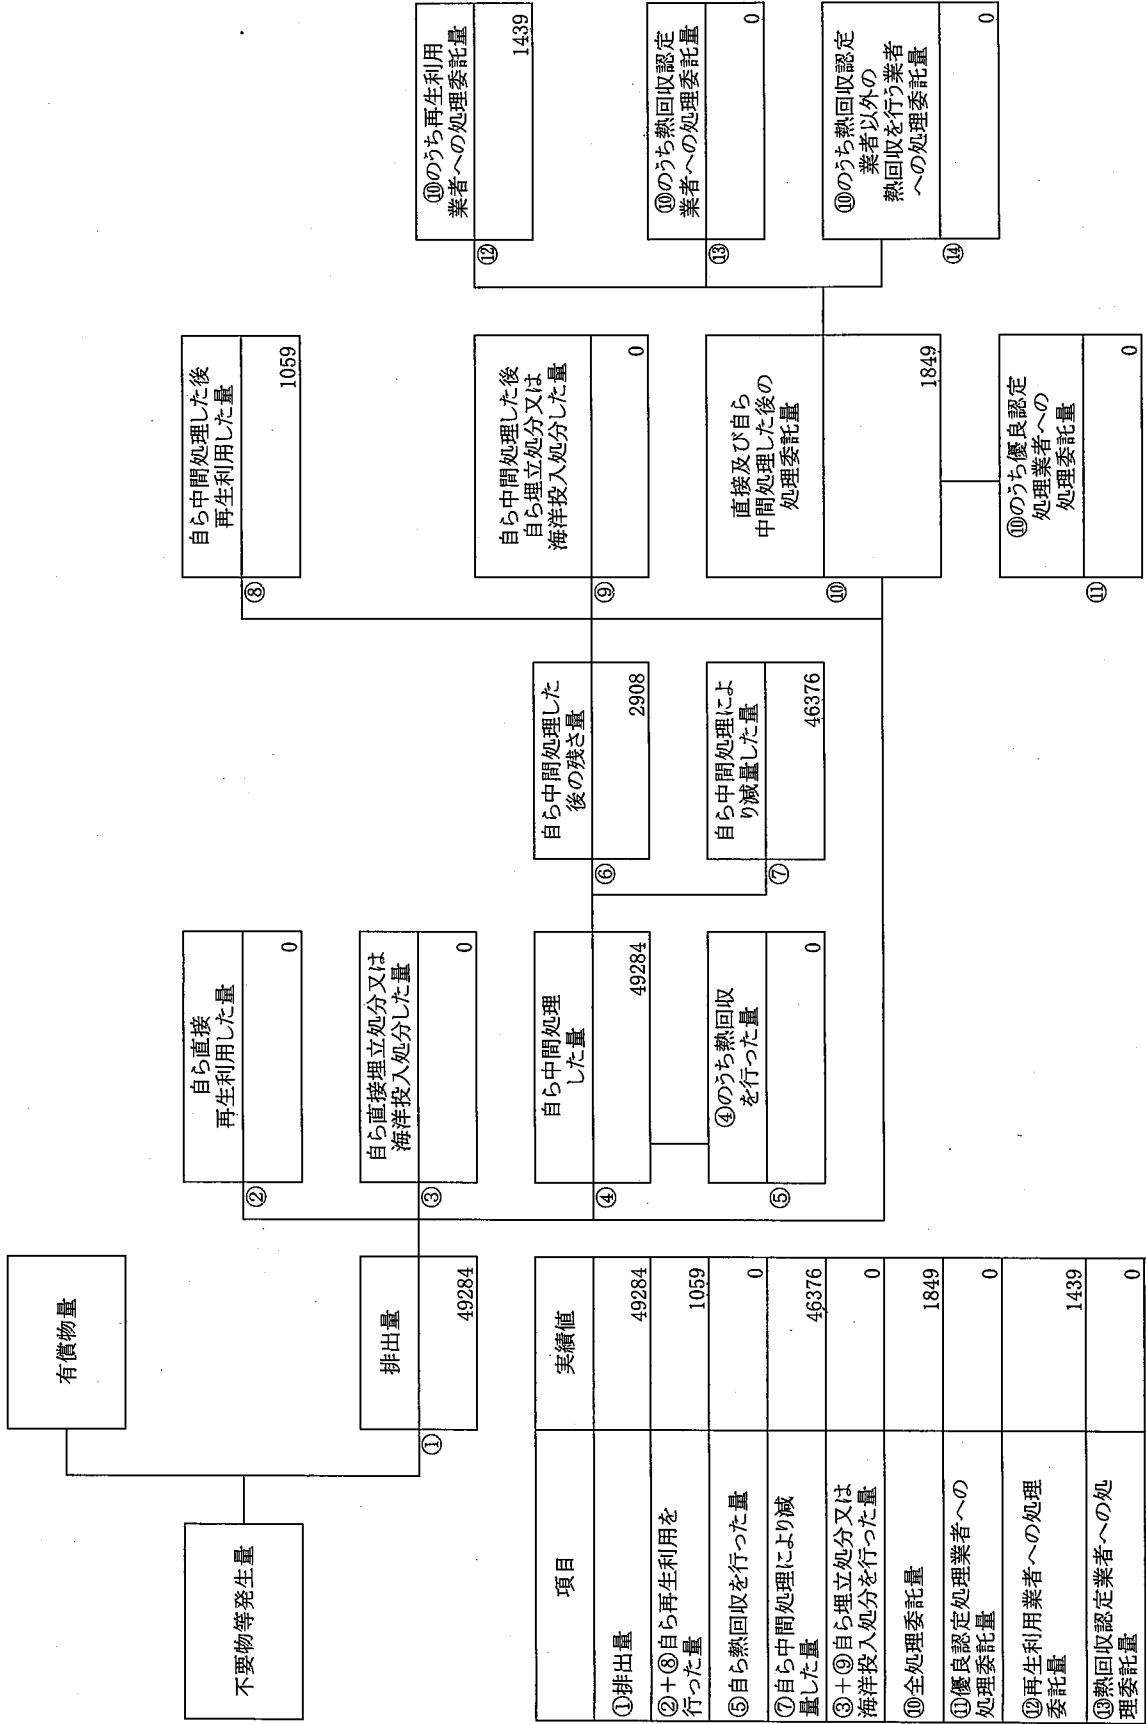 不要物等発生量
有償物量
排出量
①
49284
自ら直接
再生利用した量
②
0
自ら直接埋立処分又は
海洋投入処分した量
③
0
自ら中間処理
した量
④
49284
④のうち熱回収
を行った量
⑤
0
自ら中間処理した
後の残さ量
⑥
2908
自ら中間処理によ
り減量した量
⑦
46376
自ら中間処理した後
再生利用した量
⑧
1059
自ら中間処理した後
自ら埋立処分又は
海洋投入処分した量
⑨
0
直接及び自ら
中間処理した後の
処理委託量
⑩
1849
⑩のうち優良認定
処理業者への
処理委託量
⑪
0
⑩のうち再生利用
業者への処理委託量
⑫
1439
⑩のうち熱回収認定
業者への処理委託量
⑬
0
⑩のうち熱回収認定
業者以外の
熱回収を行う業者
への処理委託量
⑭
0
項目 実績値
①排出量 49284
②+⑧自ら再生利用を
行った量 1059
⑤自ら熱回収を行った量 0
⑦自ら中間処理により減
量した量 46376
③+⑨自ら埋立処分又は
海洋投入処分を行った量 0
⑩全処理委託量 1849
⑪優良認定処理業者への
処理委託量 0
⑫再生利用業者への処理
委託量 1439
⑬熱回収認定業者への処
理委託量 0